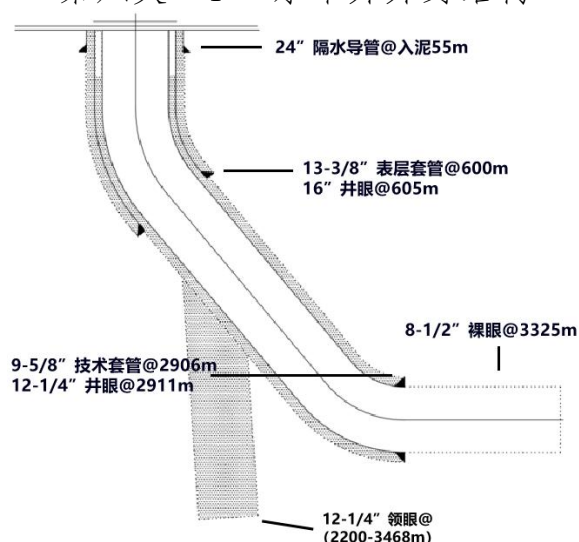 24” 隔水导管@入泥55m
13-3/8” 表层套管@600m
16” 井眼@605m
8-1/2” 裸眼@3325m
9-5/8” 技术套管@2906m
12-1/4” 井眼@2911m
12-1/4” 领眼@
(2200-3468m)